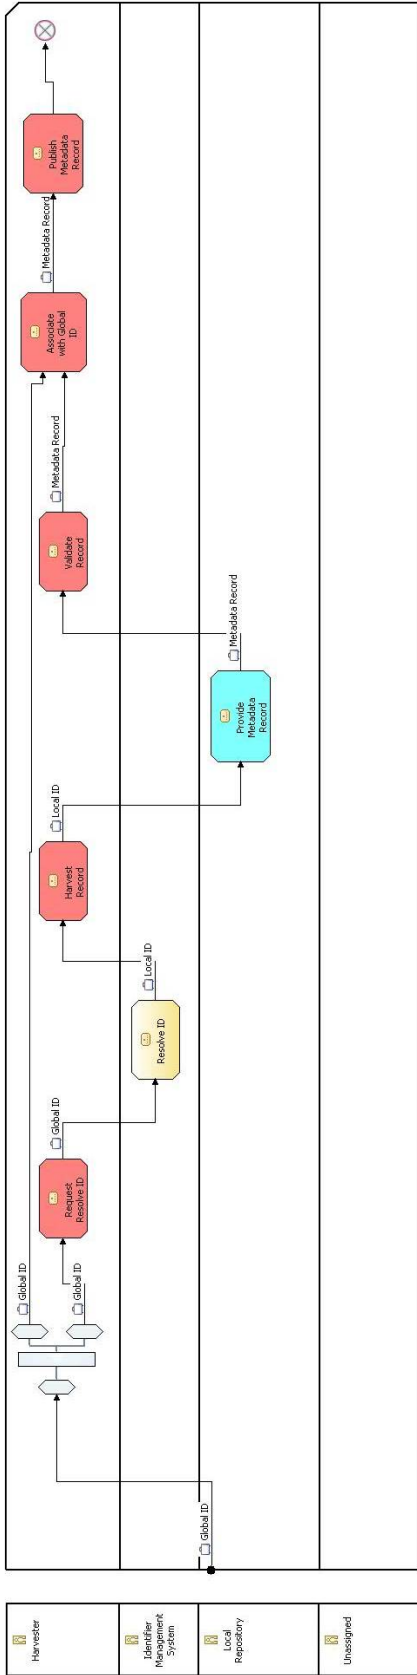 Harvester
Identifier
Management
System
Local
Repository
Unassigned
Global ID
Global ID
Global ID
Request
Resolve ID
Global ID
Resolve ID
Local ID
Harvest
Record
Local ID
Provide
Metadata
Record
Metadata Record
Validate
Record
Metadata Record
Associate
with Global
ID
Metadata Record
Publish
Metadata
Record